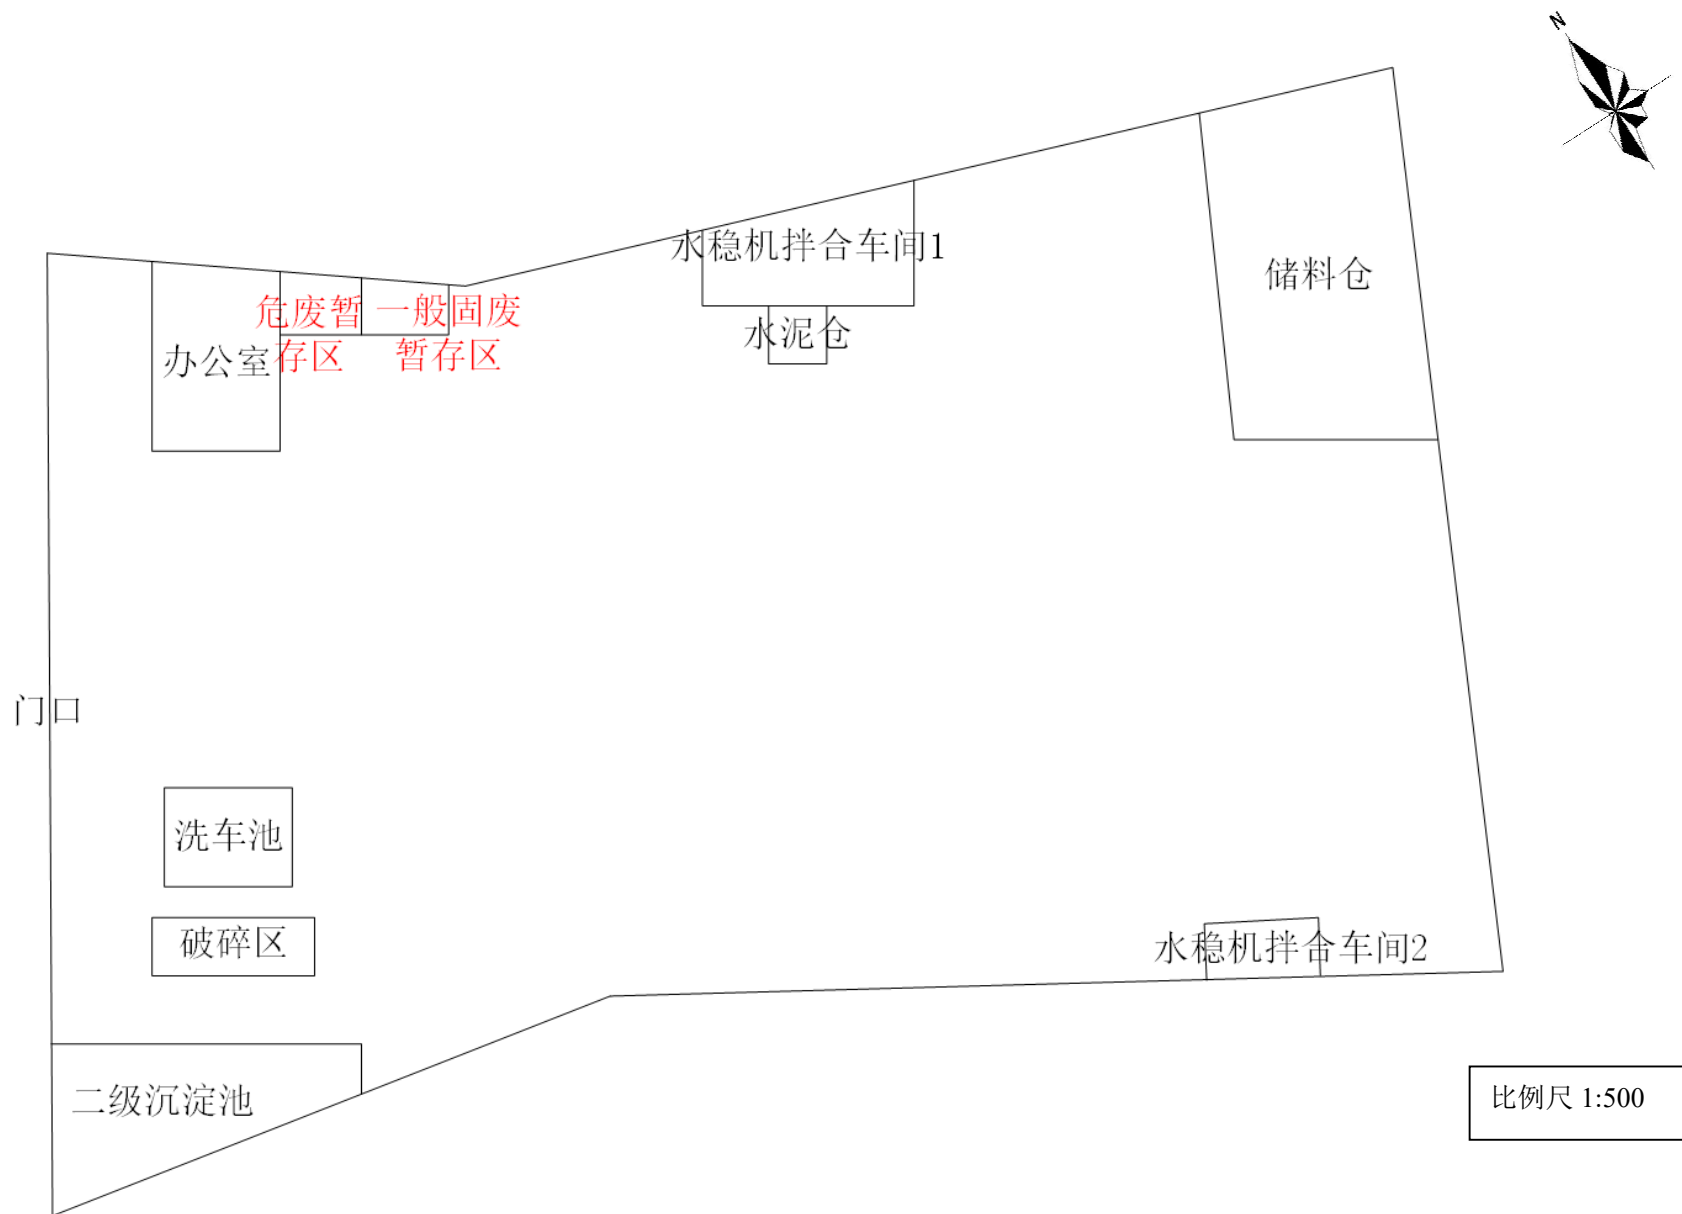 N
水稳机拌合车间1
储料仓
危废暂
存区
一般固废
暂存区
水泥仓
办公室
门口
洗车池
破碎区
水稳机拌合车间2
二级沉淀池
比例尺 1:500